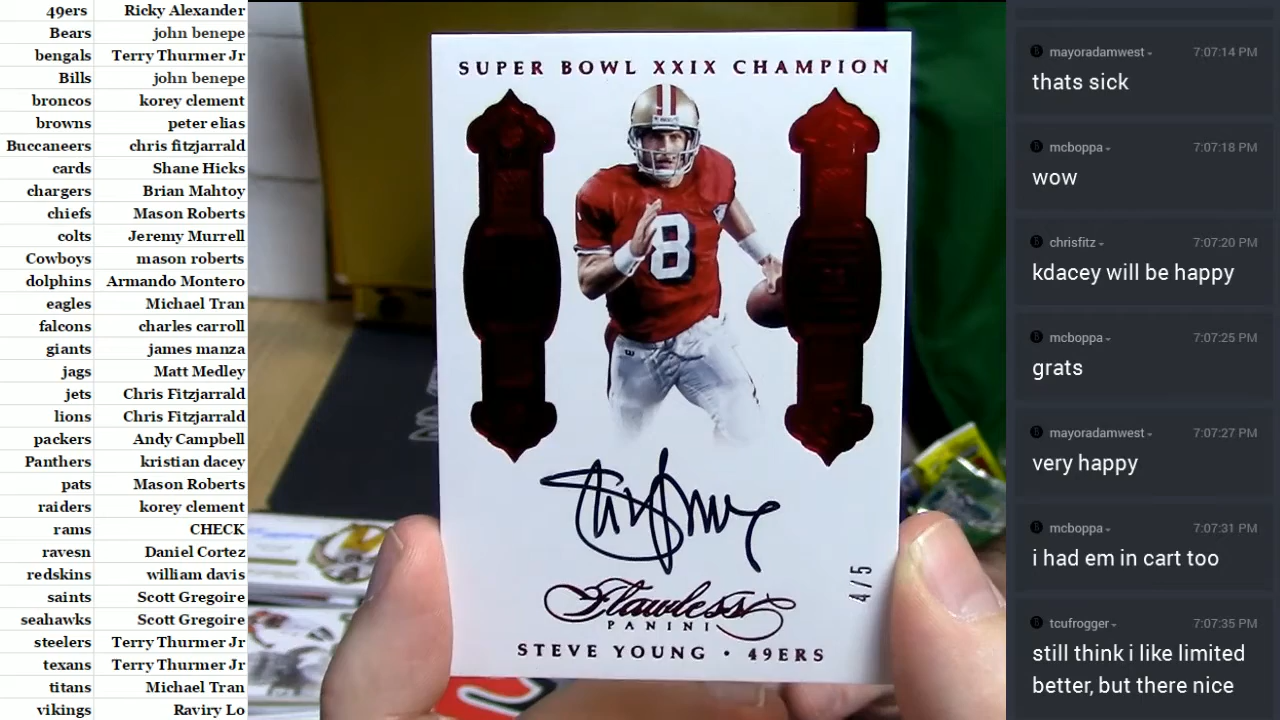 49ers Ricky Alexander
Bears john benepe
bengals Terry Thurmer Jr
Bills john benepe
broncos korey clement
browns peter elias
Buccaneers chris fitzjarrald
cards Shane Hicks
chargers Brian Mahtoy
chiefs Mason Roberts
colts Jeremy Murrell
Cowboys mason roberts
dolphins Armando Montero
eagles Michael Tran
falcons charles carroll
giants james manza
jags Matt Medley
jets Chris Fitzjarrald
lions Chris Fitzjarrald
packers Andy Campbell
Panthers kristian dacey
pats Mason Roberts
raiders korey clement
rams CHECK
ravesn Daniel Cortez
redskins william davis
saints Scott Gregoire
seahawks Scott Gregoire
steelers Terry Thurmer Jr
texans Terry Thurmer Jr
titans Michael Tran
vikings Raviry Lo
SUPER BOWL XXIX CHAMPION
8
Steve Young
4/5
Flawless
PANINI
STEVE YOUNG • 49ERS
mayoradamwest 7:07:14 PM
thats sick
mcboppa 7:07:18 PM
wow
chrisfitz 7:07:20 PM
kdacey will be happy
mcboppa 7:07:25 PM
grats
mayoradamwest 7:07:27 PM
very happy
mcboppa 7:07:31 PM
i had em in cart too
tcufrogger 7:07:35 PM
still think i like limited
better, but there nice